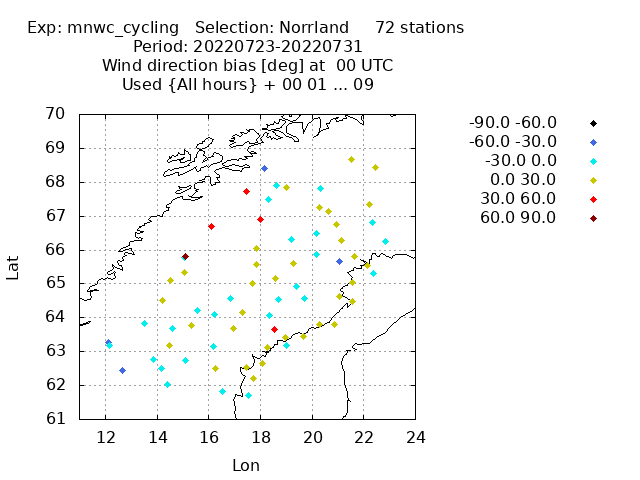 Exp: mnwc_cycling   Selection: Norrland     72 stations
Period: 20220723-20220731
Wind direction bias [deg] at  00 UTC
Used {All hours} + 00 01 ... 09
-90.0 -60.0
-60.0 -30.0
-30.0 0.0
0.0 30.0
30.0 60.0
60.0 90.0
70
69
68
67
66
65
64
63
62
61
Lat
12 14 16 18 20 22 24
Lon